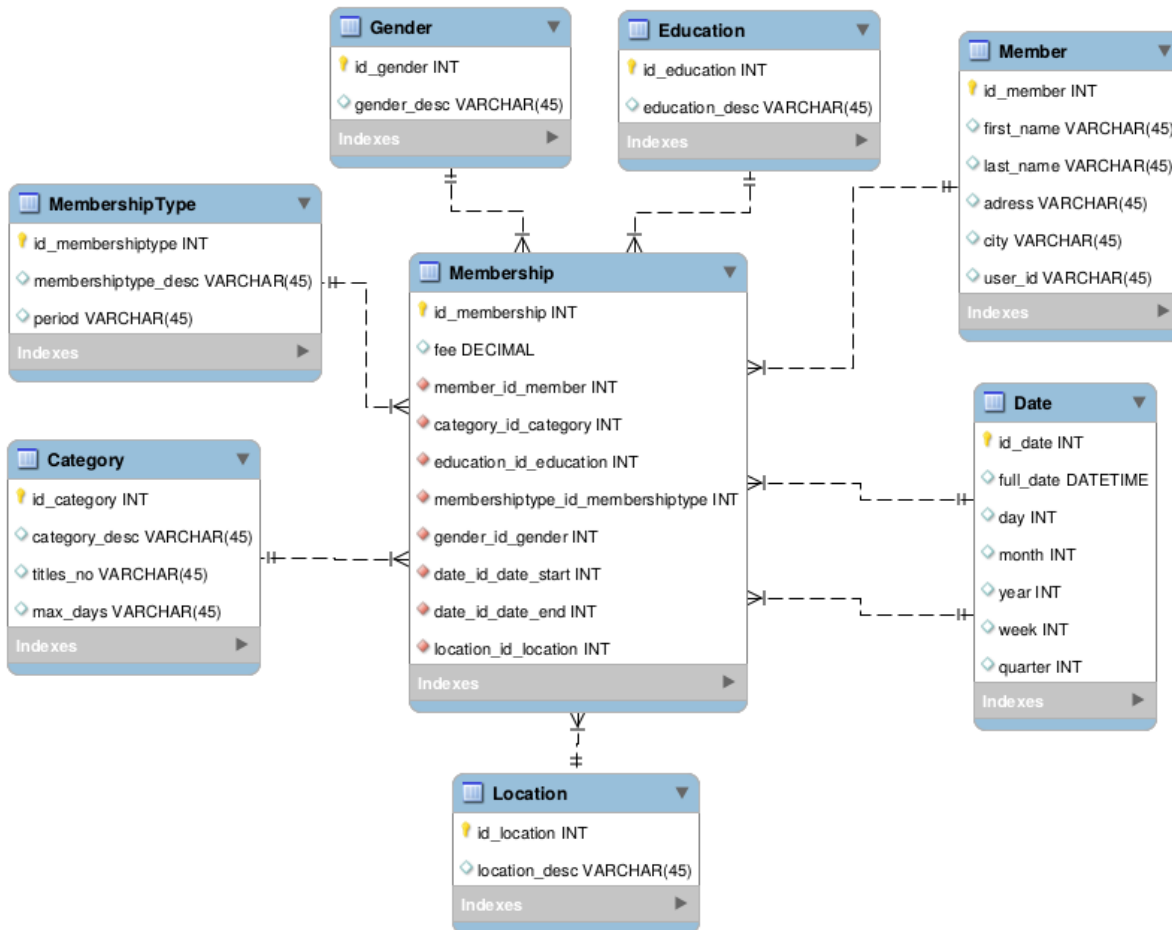 Gender
id_gender INT
gender_desc VARCHAR(45)
Indexes
Education
id_education INT
education_desc VARCHAR(45)
Indexes
Member
id_member INT
first_name VARCHAR(45)
last_name VARCHAR(45)
adress VARCHAR(45)
city VARCHAR(45)
user_id VARCHAR(45)
Indexes
MembershipType
id_membershiptype INT
membershiptype_desc VARCHAR(45)
period VARCHAR(45)
Indexes
Membership
id_membership INT
fee DECIMAL
member_id_member INT
category_id_category INT
education_id_education INT
membershiptype_id_membershiptype INT
gender_id_gender INT
date_id_date_start INT
date_id_date_end INT
location_id_location INT
Indexes
Date
id_date INT
full_date DATETIME
day INT
month INT
year INT
week INT
quarter INT
Indexes
Category
id_category INT
category_desc VARCHAR(45)
titles_no VARCHAR(45)
max_days VARCHAR(45)
Indexes
Location
id_location INT
location_desc VARCHAR(45)
Indexes